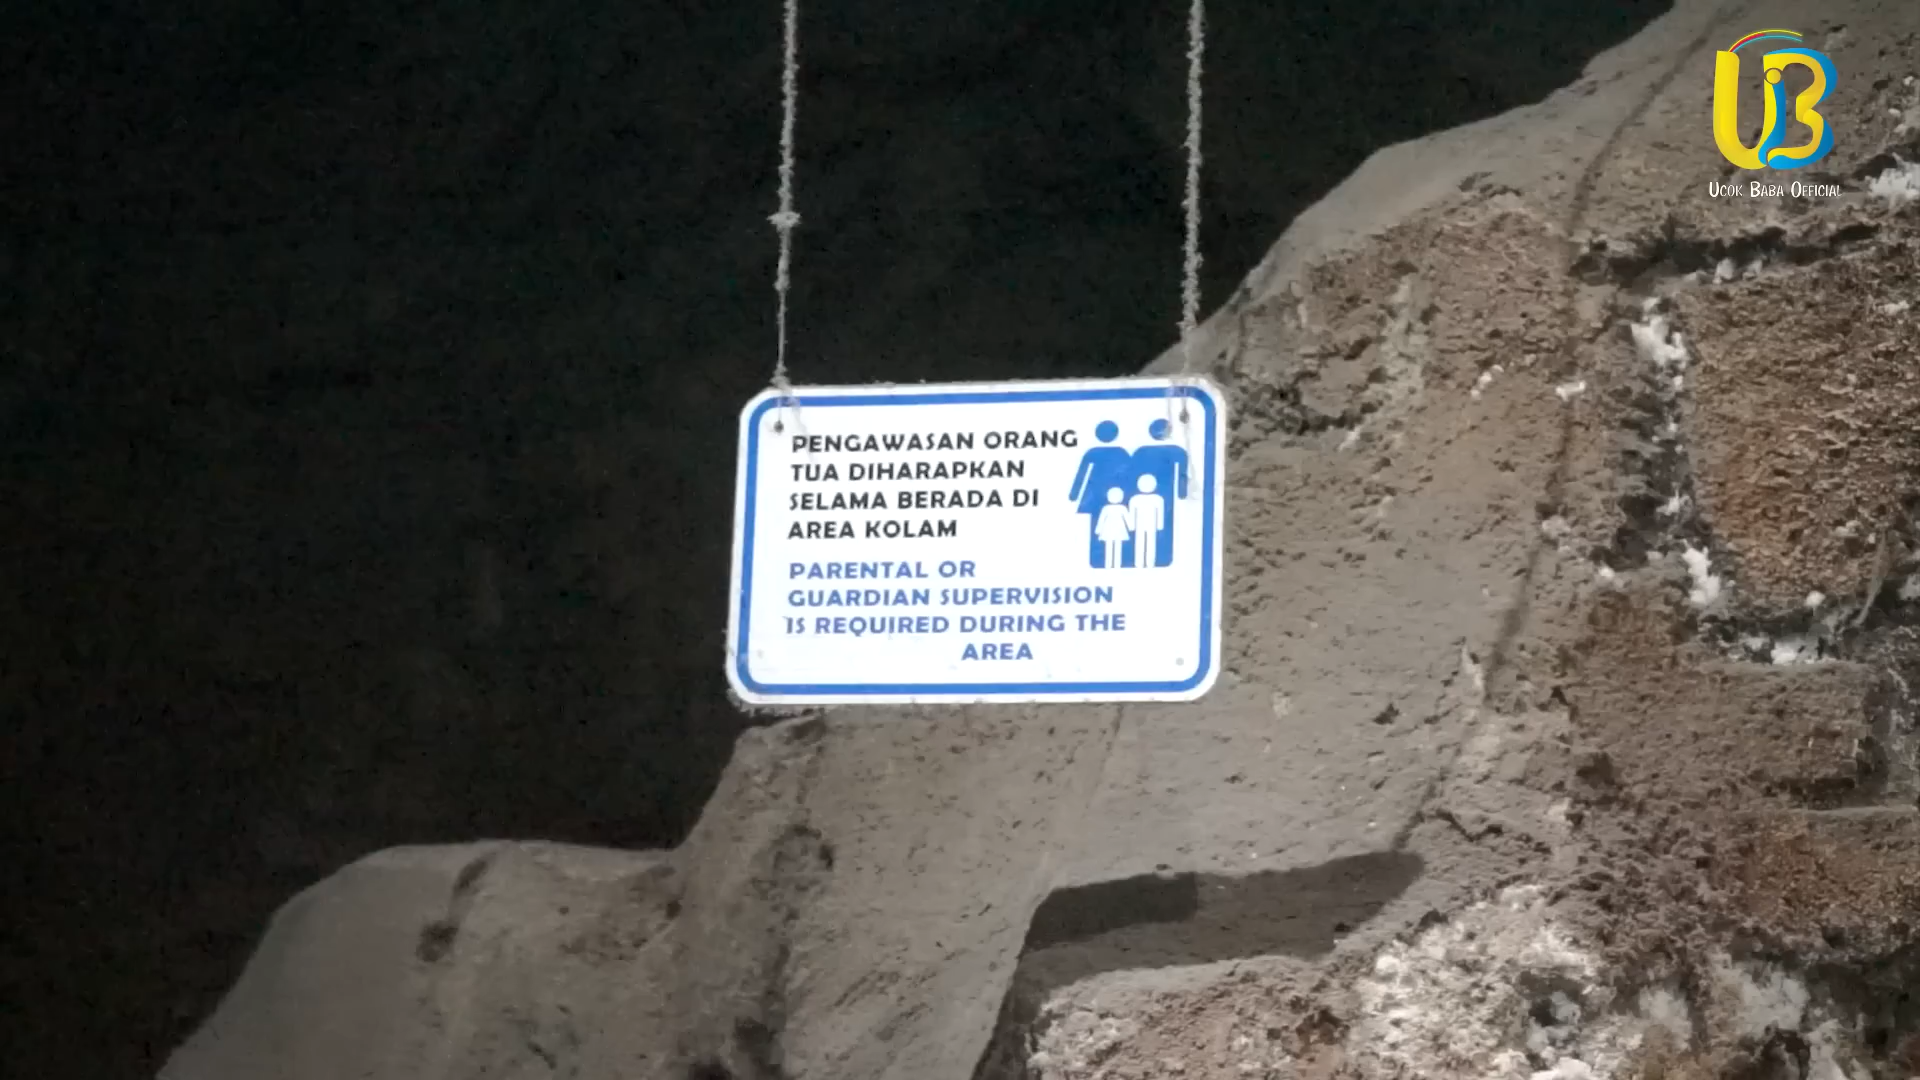 PENGAWASAN ORANG
TUA DIHARAPKAN
SELAMA BERADA DI
AREA KOLAM
PARENTAL OR
GUARDIAN SUPERVISION
IS REQUIRED DURING THE
AREA
UB
UCOK BABA OFFICIAL